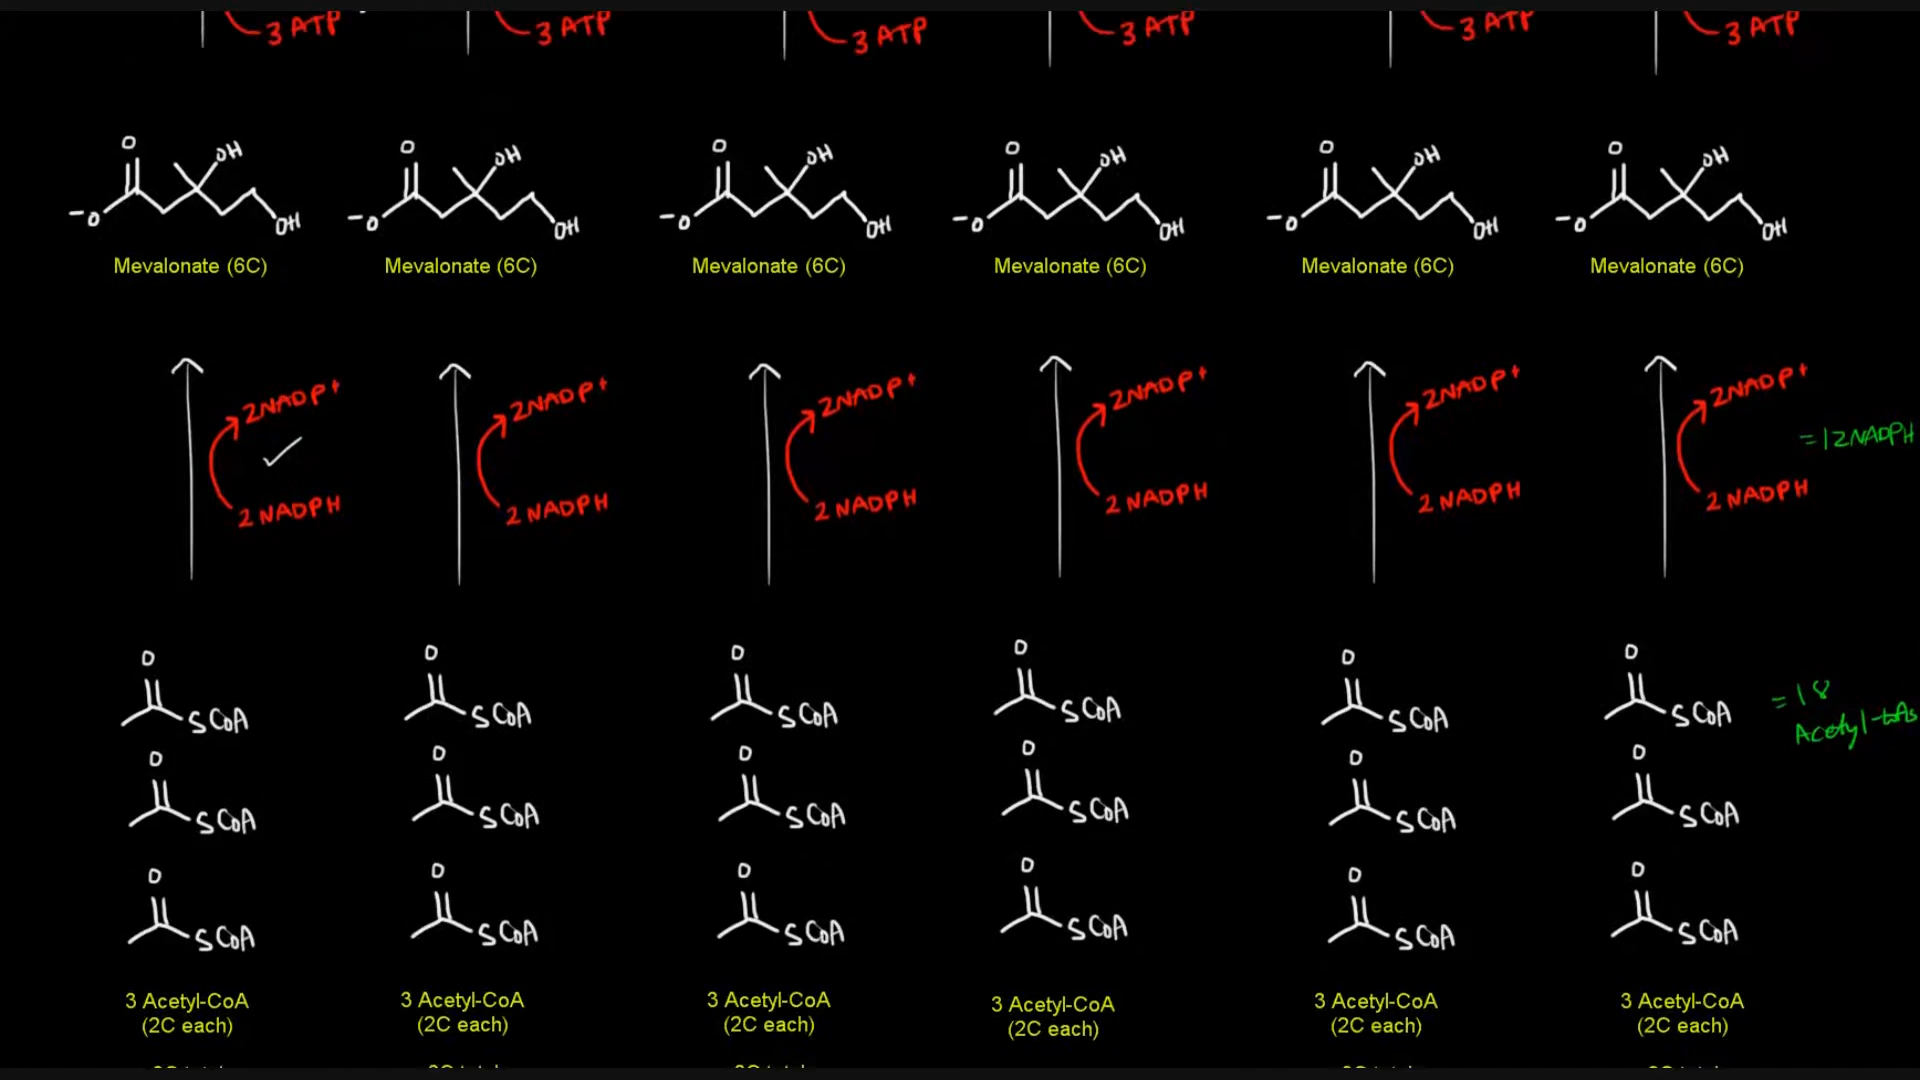 3 ATP 3 ATP 3 ATP 3 ATP 3 ATP 3 ATP
O OH O OH O OH O OH O OH O OH
-O OH -O OH -O OH -O OH -O OH -O OH
Mevalonate (6C) Mevalonate (6C) Mevalonate (6C) Mevalonate (6C) Mevalonate (6C) Mevalonate (6C)
2NADP+ 2NADP+ 2NADP+ 2NADP+ 2NADP+ 2NADP+
= 12NADPH
2 NADPH 2 NADPH 2 NADPH 2 NADPH 2 NADPH 2 NADPH
O O O O O O
SCoA SCoA SCoA SCoA SCoA SCoA = 18
Acetyl-CoAs
O O O O O O
SCoA SCoA SCoA SCoA SCoA SCoA
O O O O O O
SCoA SCoA SCoA SCoA SCoA SCoA
3 Acetyl-CoA 3 Acetyl-CoA 3 Acetyl-CoA 3 Acetyl-CoA 3 Acetyl-CoA 3 Acetyl-CoA
(2C each) (2C each) (2C each) (2C each) (2C each) (2C each)